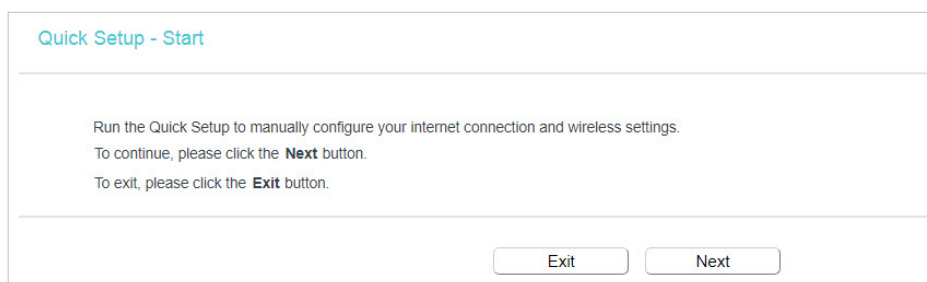 Quick Setup - Start
Run the Quick Setup to manually configure your internet connection and wireless settings.
To continue, please click the Next button.
To exit, please click the Exit button.
Exit Next